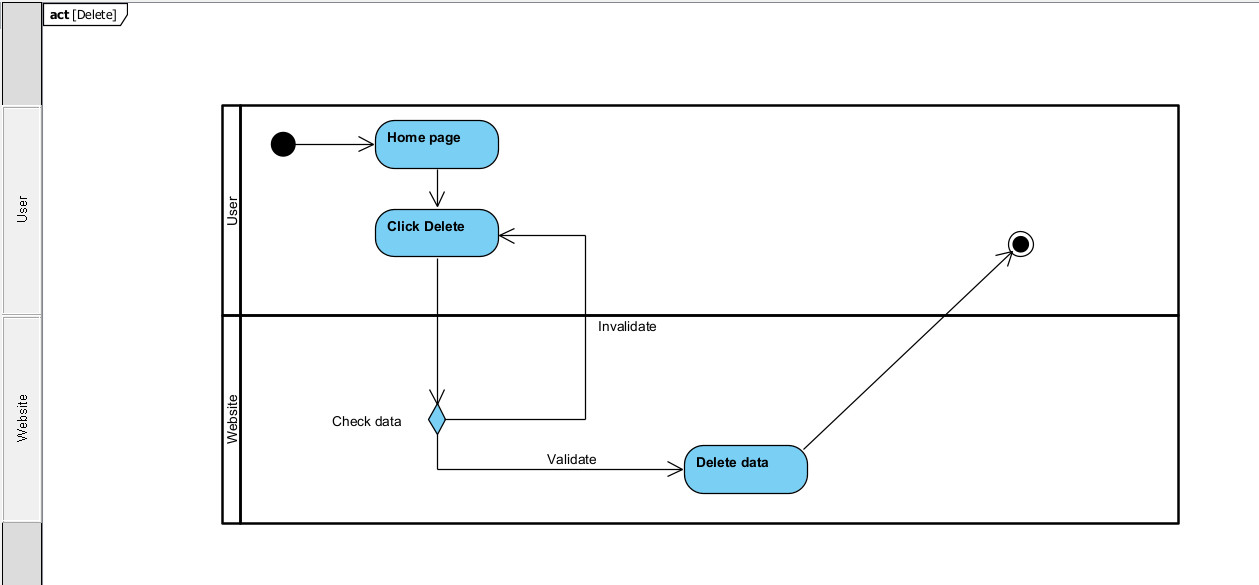 act [Delete]
User
User
Home page
Click Delete
Invalidate
Website
Website
Check data
Validate
Delete data